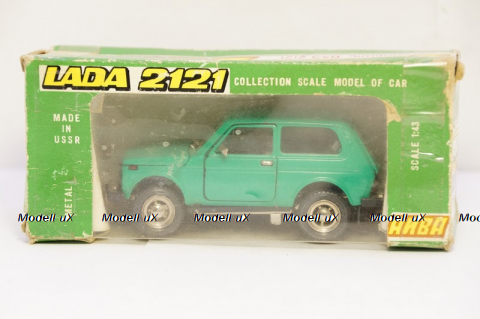 LADA 2121
COLLECTION SCALE MODEL OF CAR
MADE
IN
USSR
METAL
SCALE 1:43
НИВА
Modell uX Modell uX Modell uX Modell uX Modell uX Mode